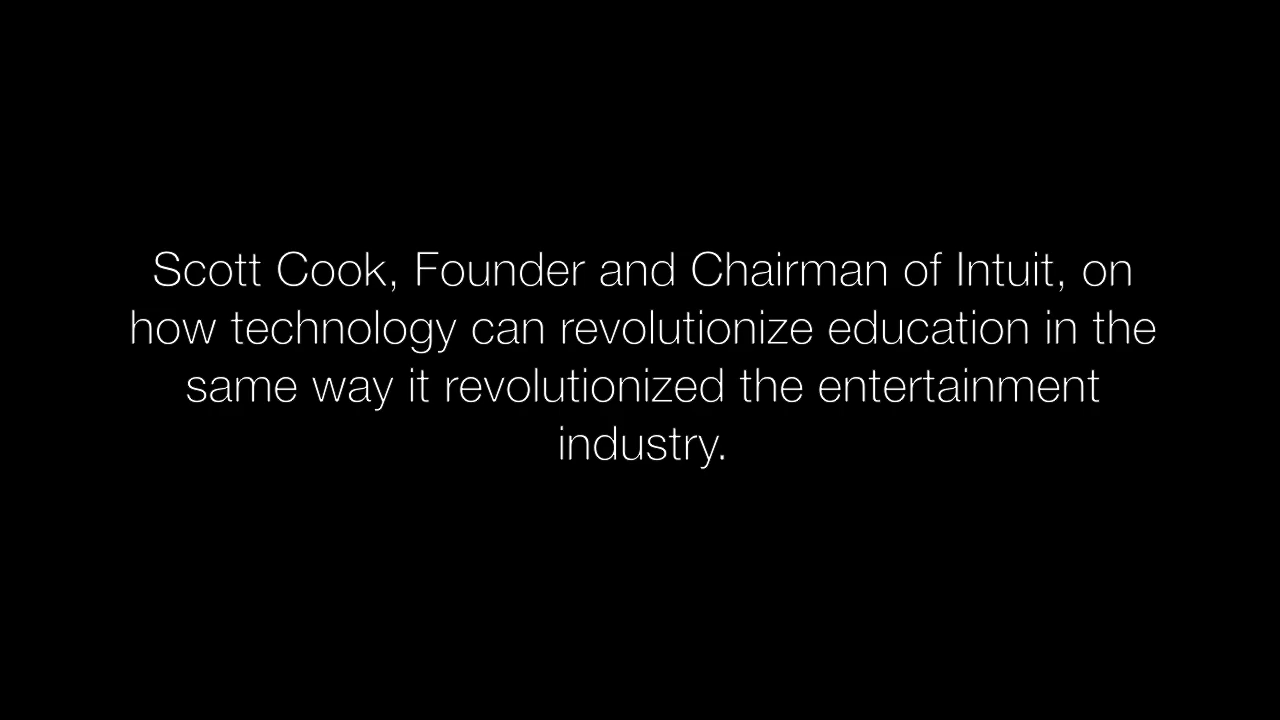 Scott Cook, Founder and Chairman of Intuit, on
how technology can revolutionize education in the
same way it revolutionized the entertainment
industry.